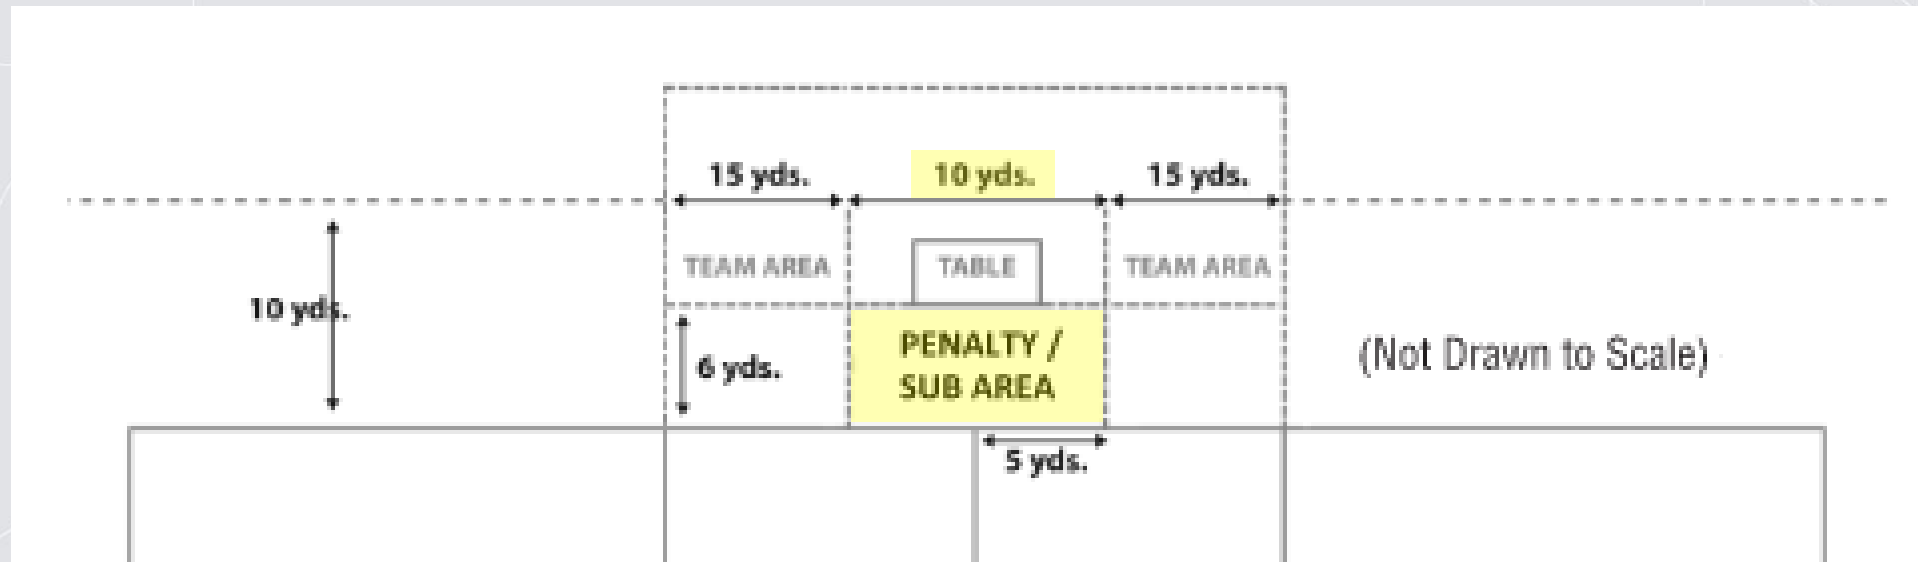 15 yds.
10 yds.
15 yds.
TEAM AREA
TABLE
TEAM AREA
10 yds.
PENALTY /
SUB AREA
6 yds.
(Not Drawn to Scale)
5 yds.